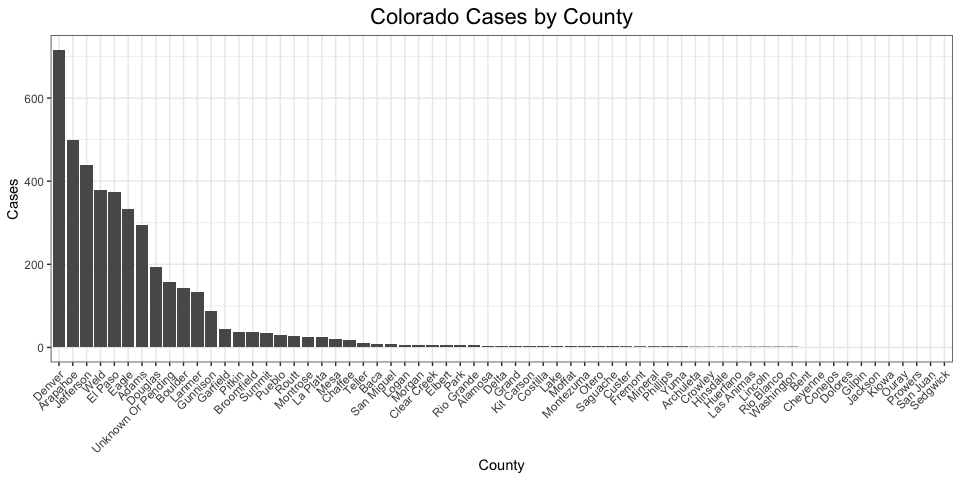 Colorado Cases by County
600
400
200
0
Cases
Denver
Arapahoe
Jefferson
Weld
El Paso
Eagle
Adams
Douglas
Unknown Or Pending
Boulder
Larimer
Gunnison
Garfield
Pitkin
Broomfield
Summit
Pueblo
Routt
Montrose
La Plata
Mesa
Chaffee
Teller
Baca
San Miguel
Logan
Morgan
Clear Creek
Elbert
Park
Rio Grande
Alamosa
Delta
Grand
Kit Carson
Costilla
Lake
Moffat
Montezuma
Otero
Saguache
Custer
Fremont
Mineral
Phillips
Yuma
Archuleta
Crowley
Hinsdale
Huerfano
Las Animas
Lincoln
Rio Blanco
Washington
Bent
Cheyenne
Conejos
Dolores
Gilpin
Jackson
Kiowa
Ouray
Prowers
San Juan
Sedgwick
County